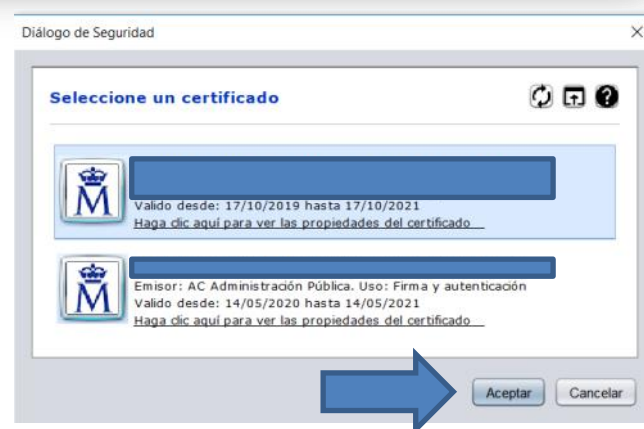 Diálogo de Seguridad
Seleccione un certificado
Valido desde: 17/10/2019 hasta 17/10/2021
Haga clic aquí para ver las propiedades del certificado
Emisor: AC Administración Pública. Uso: Firma y autenticación
Valido desde: 14/05/2020 hasta 14/05/2021
Haga clic aquí para ver las propiedades del certificado
Aceptar
Cancelar